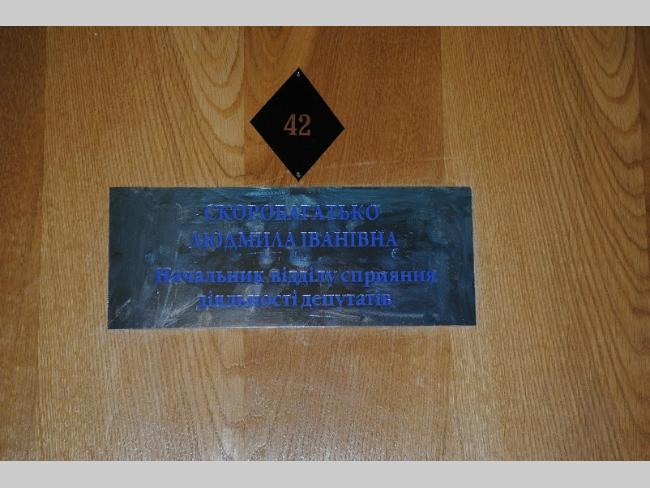 42
СКОРОБАГАТЬКО
ЛЮДМИЛА ІВАНІВНА
Начальник відділу сприяння
діяльності депутатів